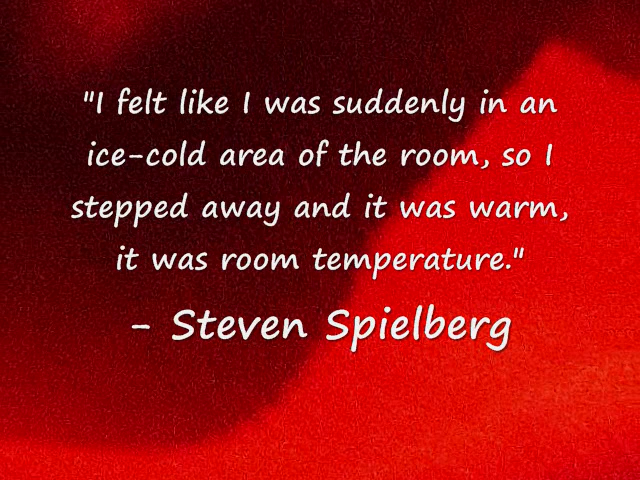 "I felt like I was suddenly in an
ice-cold area of the room, so I
stepped away and it was warm,
it was room temperature."
- Steven Spielberg